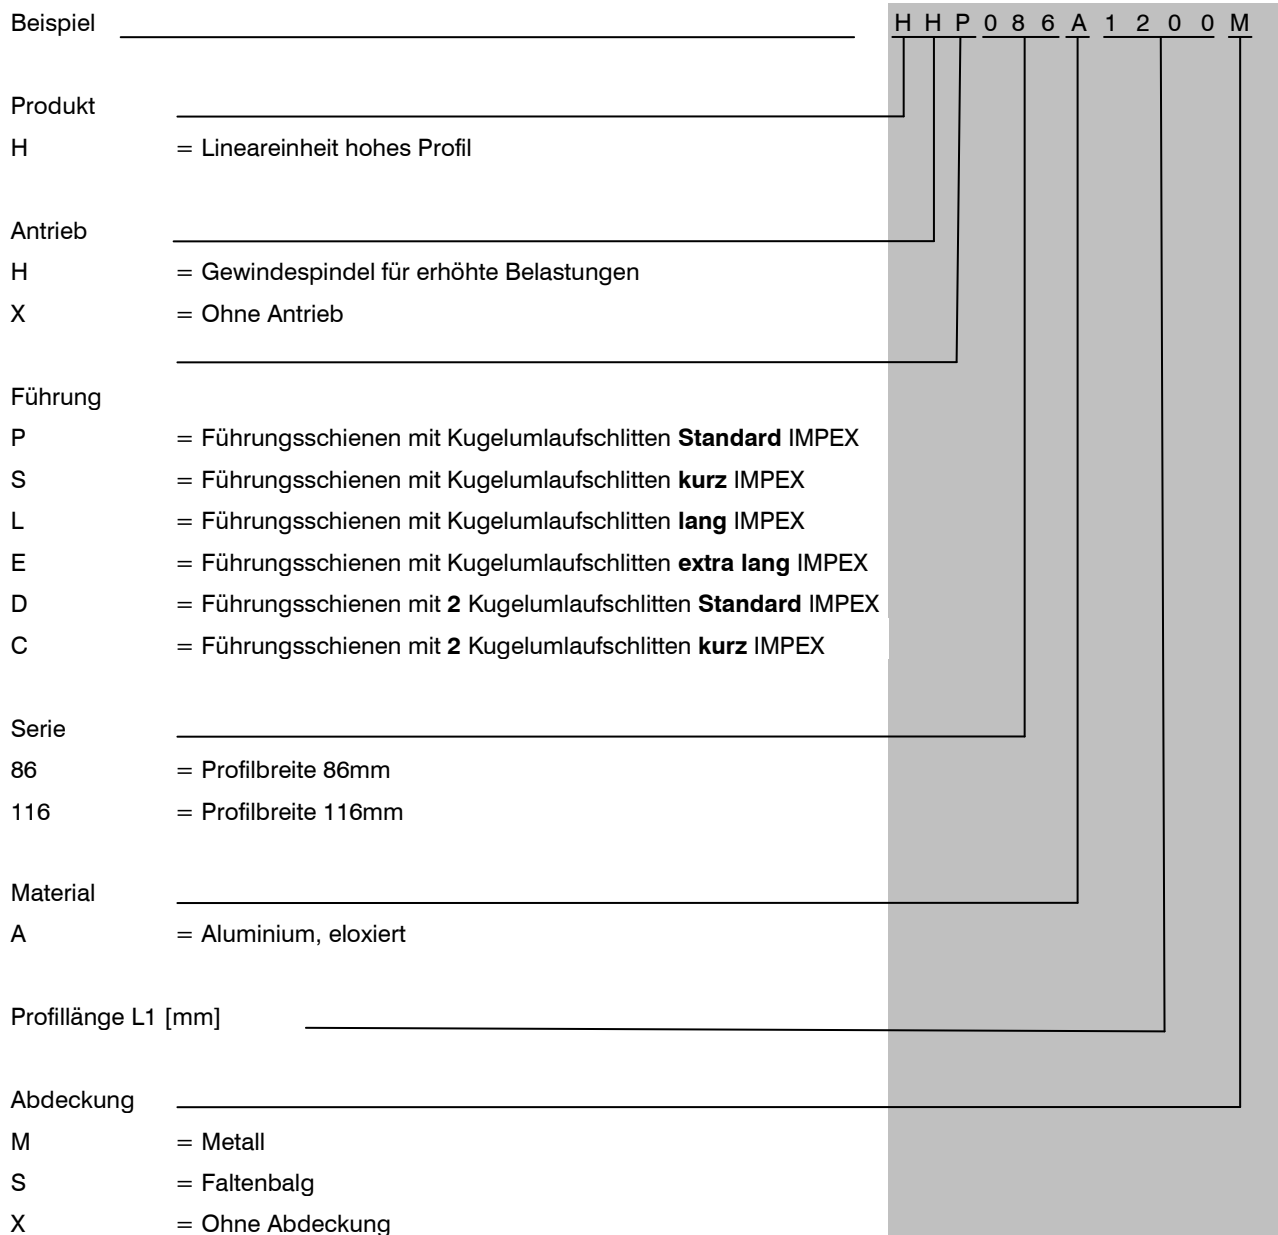 Beispiel H H P 0 8 6 A 1 2 0 0 M
Produkt
H = Lineareinheit hohes Profil
Antrieb
H = Gewindespindel für erhöhte Belastungen
X = Ohne Antrieb
Führung
P = Führungsschienen mit Kugelumlaufschlitten Standard IMPEX
S = Führungsschienen mit Kugelumlaufschlitten kurz IMPEX
L = Führungsschienen mit Kugelumlaufschlitten lang IMPEX
E = Führungsschienen mit Kugelumlaufschlitten extra lang IMPEX
D = Führungsschienen mit 2 Kugelumlaufschlitten Standard IMPEX
C = Führungsschienen mit 2 Kugelumlaufschlitten kurz IMPEX
Serie
86 = Profilbreite 86mm
116 = Profilbreite 116mm
Material
A = Aluminium, eloxiert
Profillänge L1 [mm]
Abdeckung
M = Metall
S = Faltenbalg
X = Ohne Abdeckung